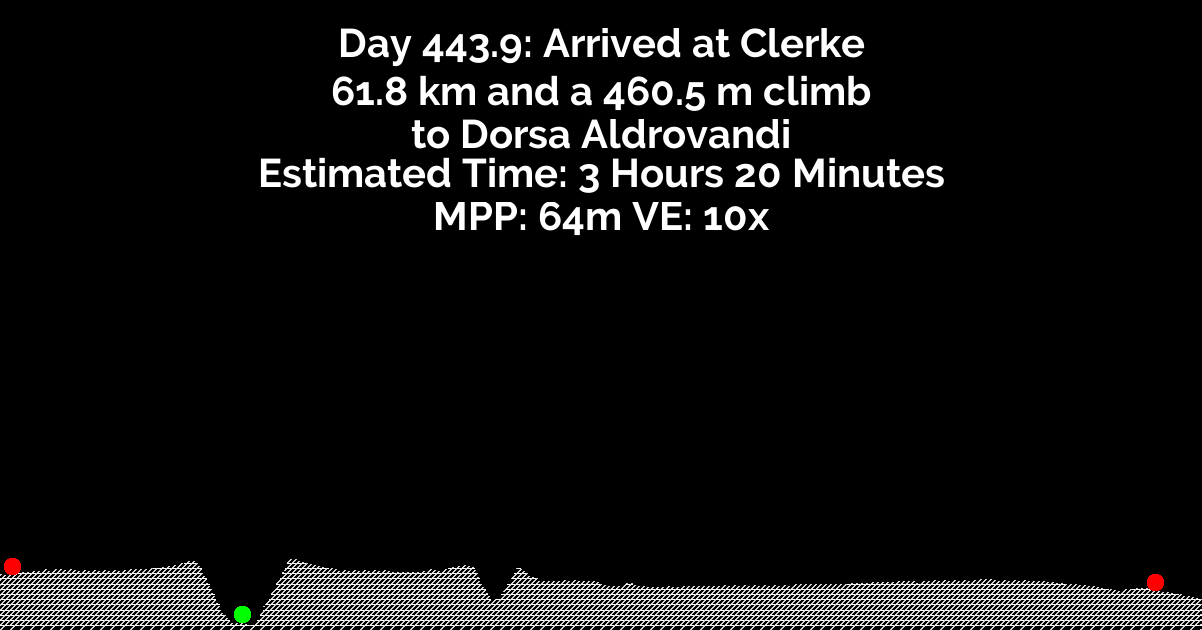 Day 443.9: Arrived at Clerke
61.8 km and a 460.5 m climb
to Dorsa Aldrovandi
Estimated Time: 3 Hours 20 Minutes
MPP: 64m VE: 10x